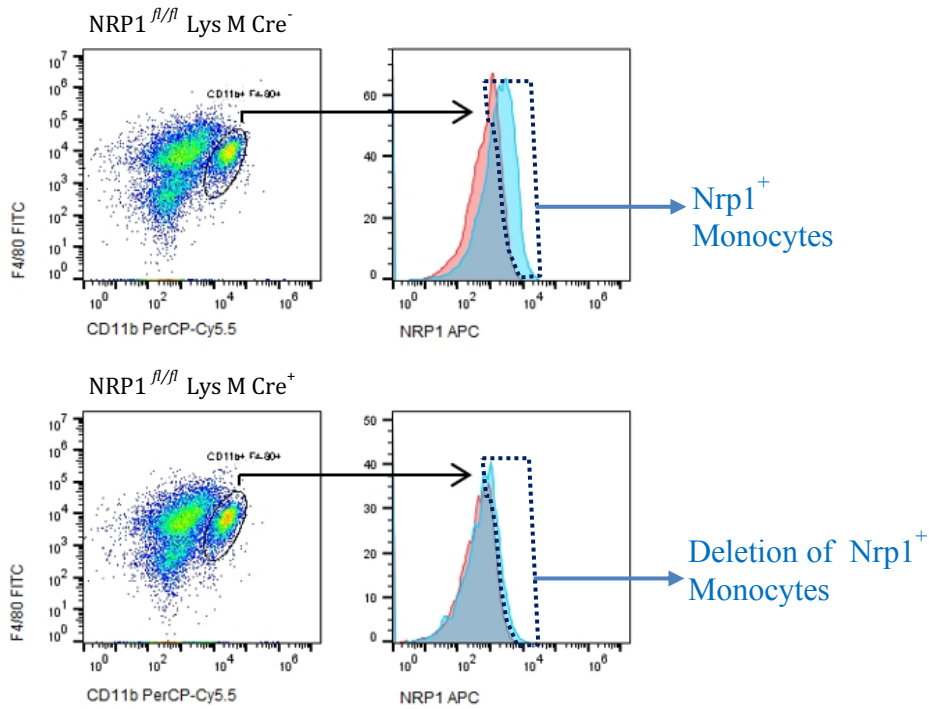 NRP1 fl/fl Lys M Cre-
10^7
10^6
10^5
10^4
10^3
10^2
10^1
10^0
CD11b+ F4-80+
F4/80 FITC
10^0 10^2 10^4 10^6
CD11b PerCP-Cy5.5
60
40
20
0
10^0 10^2 10^4 10^6
NRP1 APC
Nrp1+
Monocytes
NRP1 fl/fl Lys M Cre+
10^7
10^6
10^5
10^4
10^3
10^2
10^1
10^0
CD11b+ F4-80+
F4/80 FITC
10^0 10^2 10^4 10^6
CD11b PerCP-Cy5.5
50
40
30
20
10
0
10^0 10^2 10^4 10^6
NRP1 APC
Deletion of Nrp1+
Monocytes